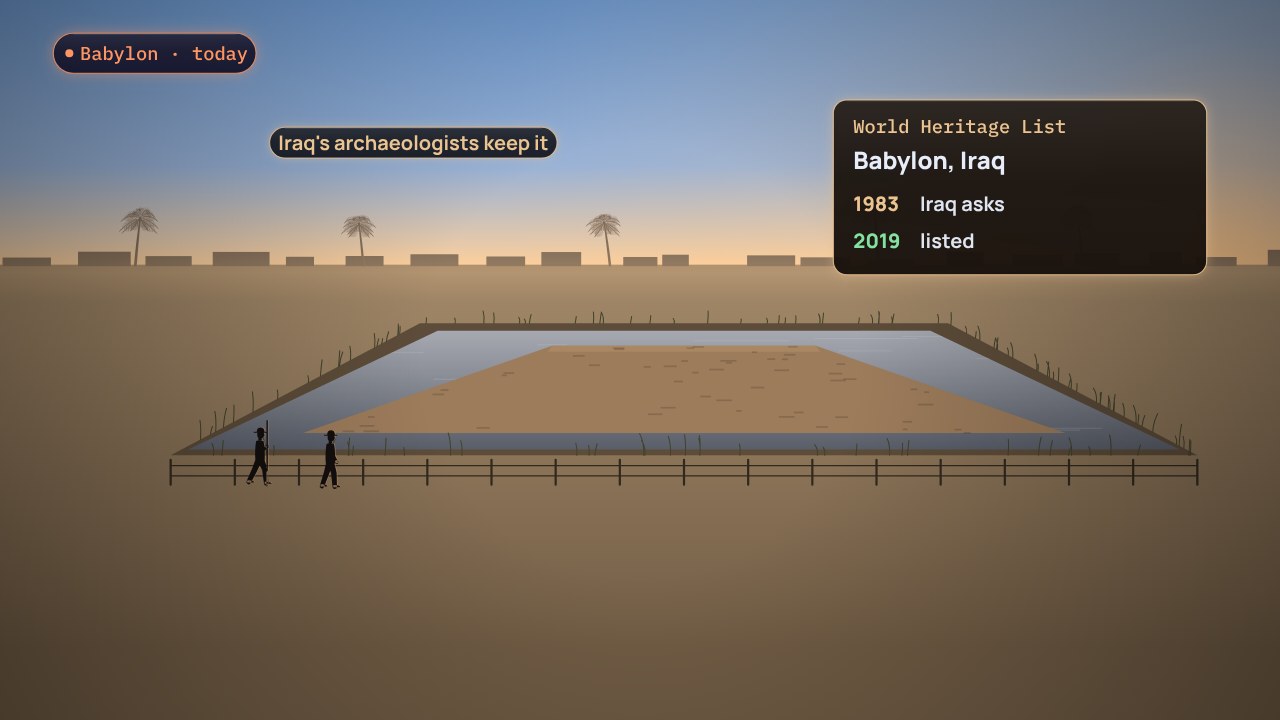 Babylon · today
Iraq's archaeologists keep it
World Heritage List
Babylon, Iraq
1983 Iraq asks
2019 listed